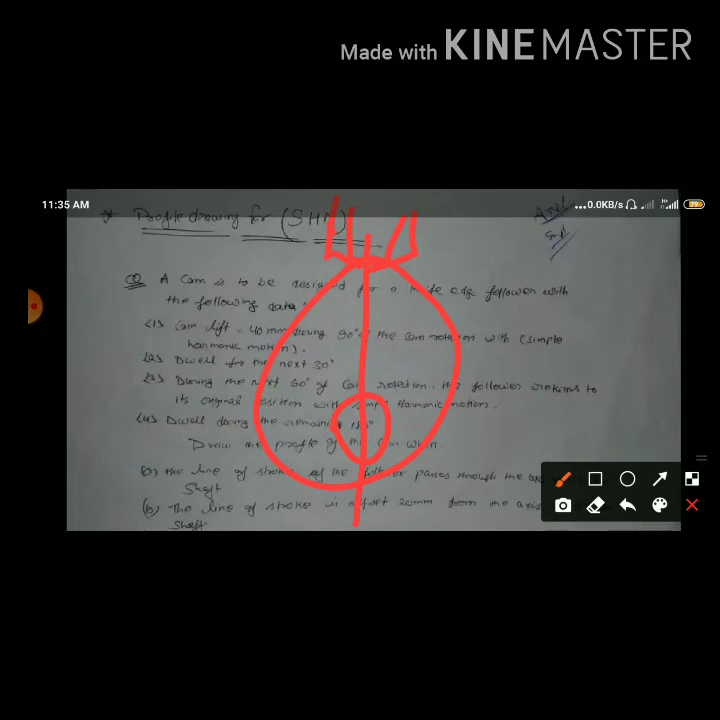 Made with KINEMASTER
11:35 AM
...0.0KB/s
79
* Profile drawing for (SHM)
Q A Cam is to be designed for a knife edge follower with
the following data
(1) Cam lift = 40 mm during 90° of the Cam rotation with (simple
harmonic motion).
(2) Dwell for the next 30°
(3) During the next 60° of Cam rotation, the follower returns to
its original position with simple Harmonic motion.
(4) Dwell during the remaining 180°
Draw the profile of the Cam when
(a) the line of stroke of the follower passes through the
Shaft
(b) The line of stroke is offset 20mm from the axis
Shaft